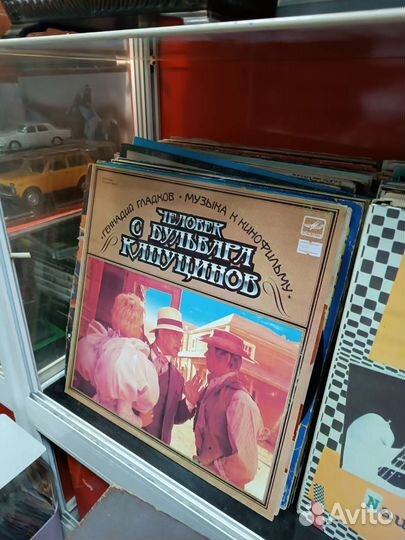 ГЕННАДИЙ ГЛАДКОВ • МУЗЫКА К КИНОФИЛЬМУ •
ЧЕЛОВЕК
С БУЛЬВАРА
КАПУЦИНОВ
Avito